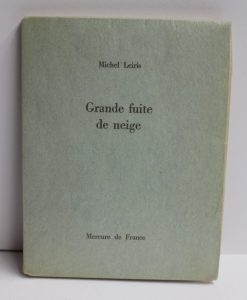 Michel Leiris
Grande fuite
de neige
Mercure de France